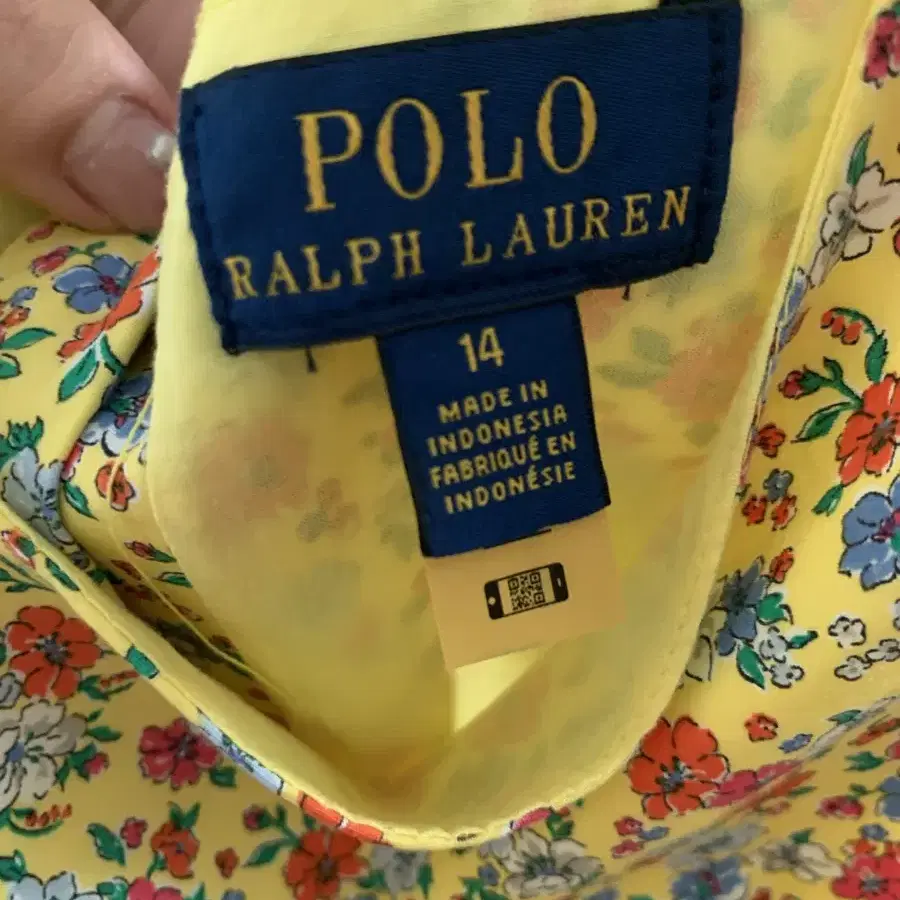 POLO
RALPH LAUREN
14
MADE IN
INDONESIA
FABRIQUÉ EN
INDONÉSIE